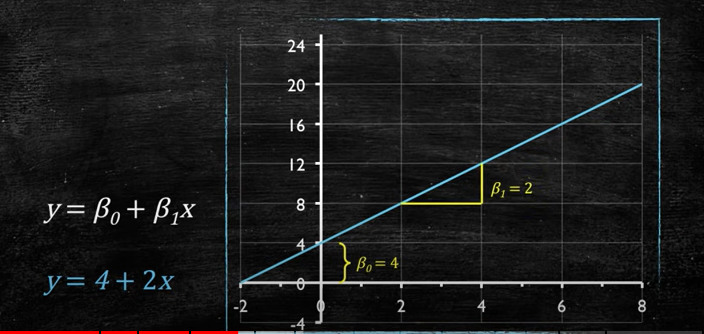 24
20
16
12
8
4
0
-4
-2 0 2 4 6 8
y = β₀ + β₁x
y = 4 + 2x
β₁ = 2
β₀ = 4